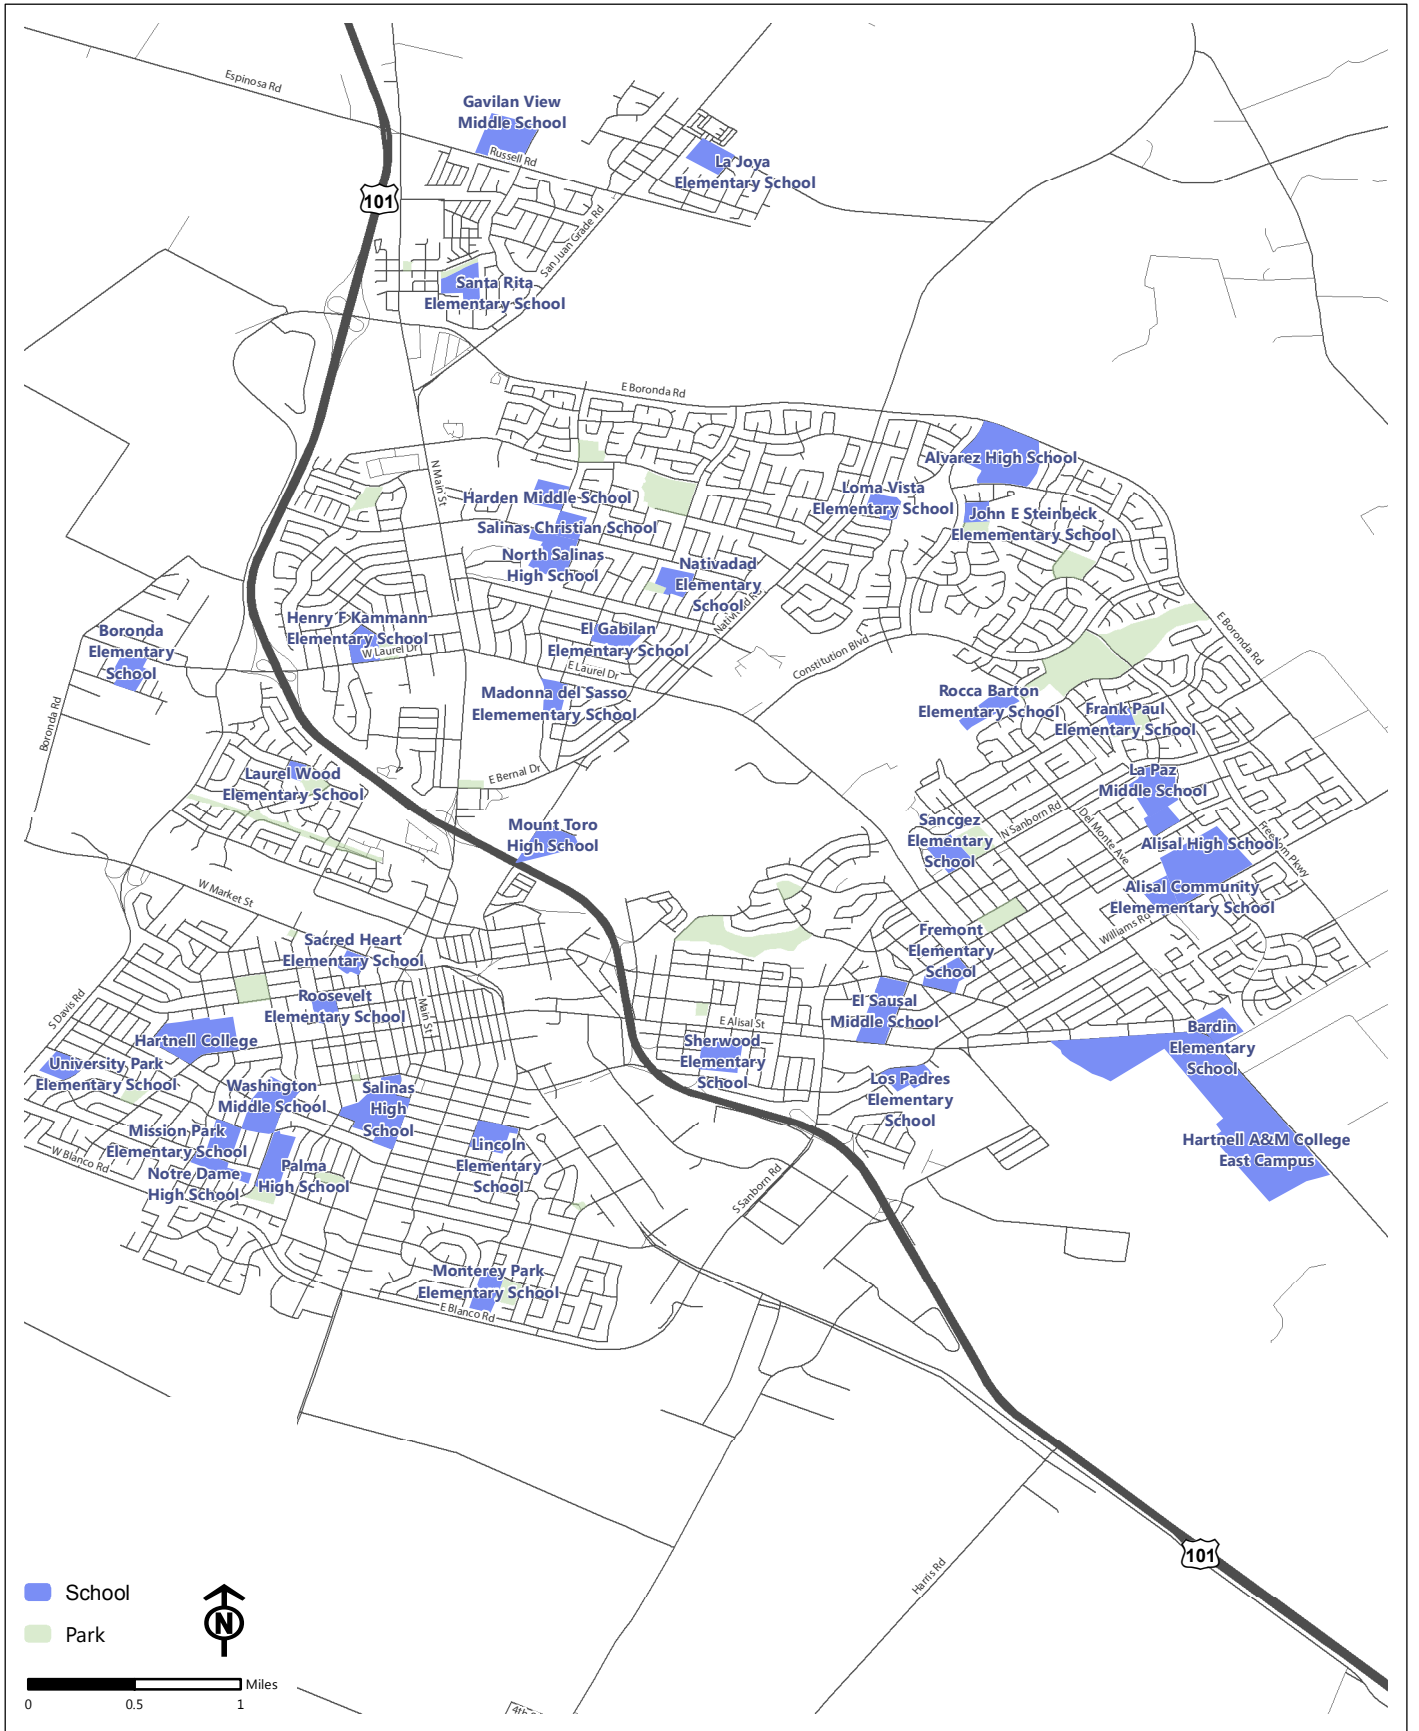 Espinosa Rd
Gavilan View
Middle School
Russell Rd
La Joya
Elementary School
101
San Juan Grade Rd
Santa Rita
Elementary School
E Boronda Rd
Alvarez High School
N Main St
Harden Middle School
Loma Vista
Elementary School
John E Steinbeck
Elemementary School
Salinas Christian School
North Salinas
High School
Nativadad
Elementary
School
Henry F Kammann
Elementary School
W Laurel Dr
El Gabilan
Elementary School
E Laurel Dr
Constitution Blvd
E Boronda Rd
Boronda
Elementary
School
Boronda Rd
Madonna del Sasso
Elemementary School
Rocca Barton
Elementary School
Frank Paul
Elementary School
Laurel Wood
Elementary School
E Bernal Dr
La Paz
Middle School
N Sanborn Rd
Del Monte Ave
Mount Toro
High School
Sancgez
Elementary
School
Alisal High School
Pkwy
Alisal Community
Elemementary School
Williams Rd
W Market St
Sacred Heart
Elementary School
Fremont
Elementary
School
Roosevelt
Elementary School
Main St
S Davis Rd
El Sausal
Middle School
E Alisal St
Hartnell College
Sherwood
Elementary
School
Bardin
Elementary
School
University Park
Elementary School
Washington
Middle School
Salinas
High
School
Los Padres
Elementary
School
Mission Park
Elementary School
W Blanco Rd
Notre Dame
High School
Palma
High School
Lincoln
Elementary
School
Hartnell A&M College
East Campus
S Sanborn Rd
Monterey Park
Elementary School
E Blanco Rd
101
Harris Rd
School
Park
N
Miles
0 0.5 1